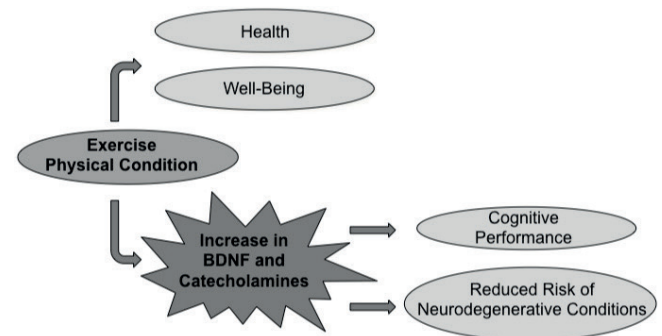 Health
Well-Being
Exercise
Physical Condition
Increase in
BDNF and
Catecholamines
Cognitive
Performance
Reduced Risk of
Neurodegenerative Conditions